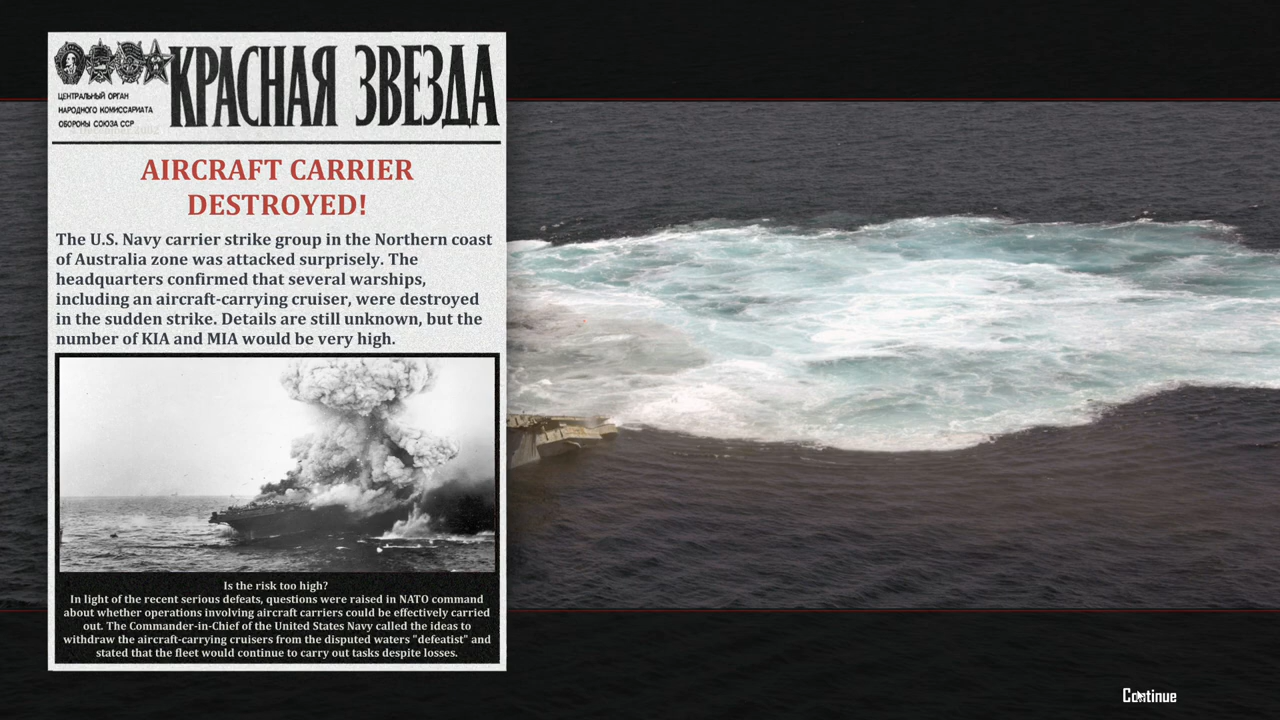 КРАСНАЯ ЗВЕЗДА
ЦЕНТРАЛЬНЫЙ ОРГАН
НАРОДНОГО КОМИССАРИАТА
ОБОРОНЫ СОЮЗА ССР
AIRCRAFT CARRIER
DESTROYED!
The U.S. Navy carrier strike group in the Northern coast
of Australia zone was attacked surprisely. The
headquarters confirmed that several warships,
including an aircraft-carrying cruiser, were destroyed
in the sudden strike. Details are still unknown, but the
number of KIA and MIA would be very high.
Is the risk too high?
In light of the recent serious defeats, questions were raised in NATO command
about whether operations involving aircraft carriers could be effectively carried
out. The Commander-in-Chief of the United States Navy called the ideas to
withdraw the aircraft-carrying cruisers from the disputed waters "defeatist" and
stated that the fleet would continue to carry out tasks despite losses.
Continue